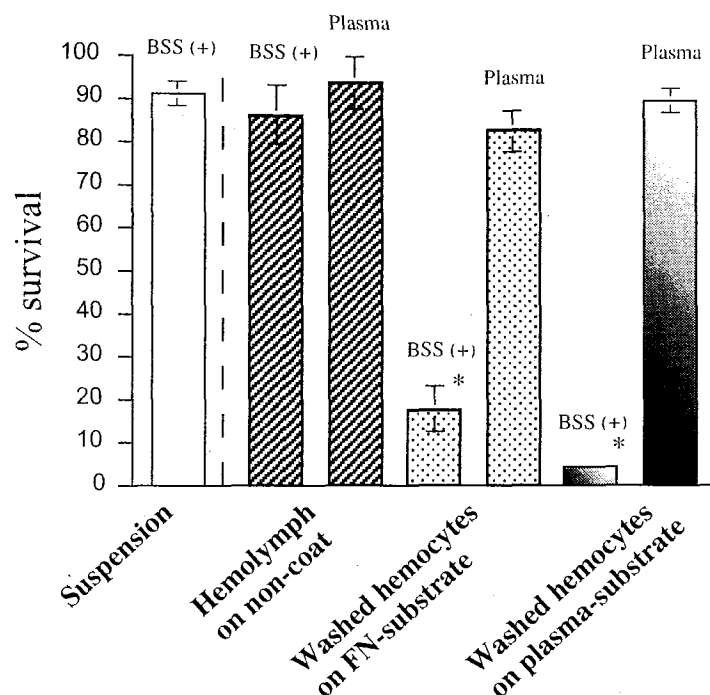 % survival
100
90
80
70
60
50
40
30
20
10
0
BSS (+)
BSS (+)
Plasma
BSS (+)
*
Plasma
BSS (+)
*
Plasma
Suspension
Hemolymph
on non-coat
Washed hemocytes
on FN-substrate
Washed hemocytes
on plasma-substrate